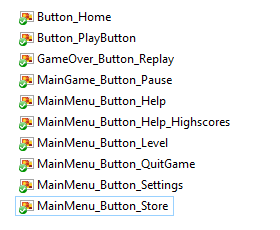 Button_Home
Button_PlayButton
GameOver_Button_Replay
MainGame_Button_Pause
MainMenu_Button_Help
MainMenu_Button_Help_Highscores
MainMenu_Button_Level
MainMenu_Button_QuitGame
MainMenu_Button_Settings
MainMenu_Button_Store